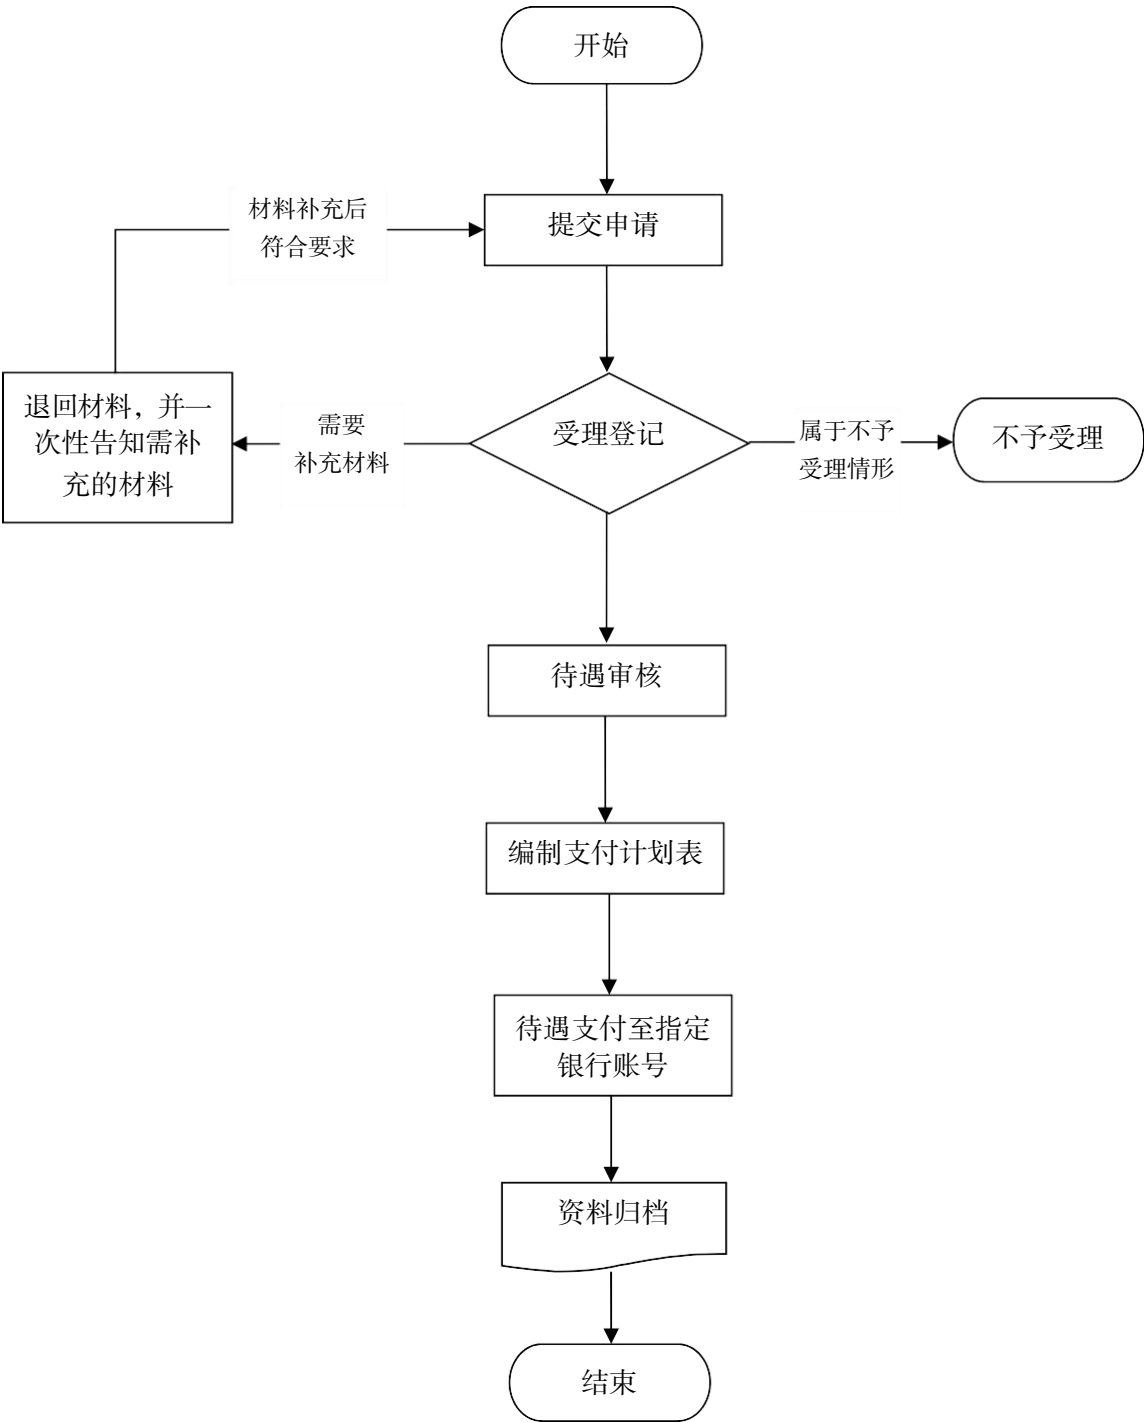 开始
材料补充后
符合要求
提交申请
退回材料，并一
次性告知需补
充的材料
需要
补充材料
受理登记
属于不予
受理情形
不予受理
待遇审核
编制支付计划表
待遇支付至指定
银行账号
资料归档
结束